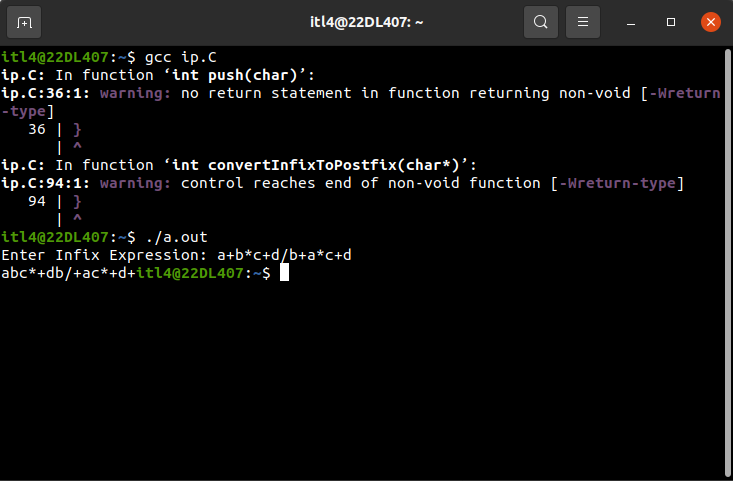 itl4@22DL407: ~
itl4@22DL407:~$ gcc ip.C
ip.C: In function ‘int push(char)’:
ip.C:36:1: warning: no return statement in function returning non-void [-Wreturn
-type]
   36 | }
      | ^
ip.C: In function ‘int convertInfixToPostfix(char*)’:
ip.C:94:1: warning: control reaches end of non-void function [-Wreturn-type]
   94 | }
      | ^
itl4@22DL407:~$ ./a.out
Enter Infix Expression: a+b*c+d/b+a*c+d
abc*+db/+ac*+d+itl4@22DL407:~$